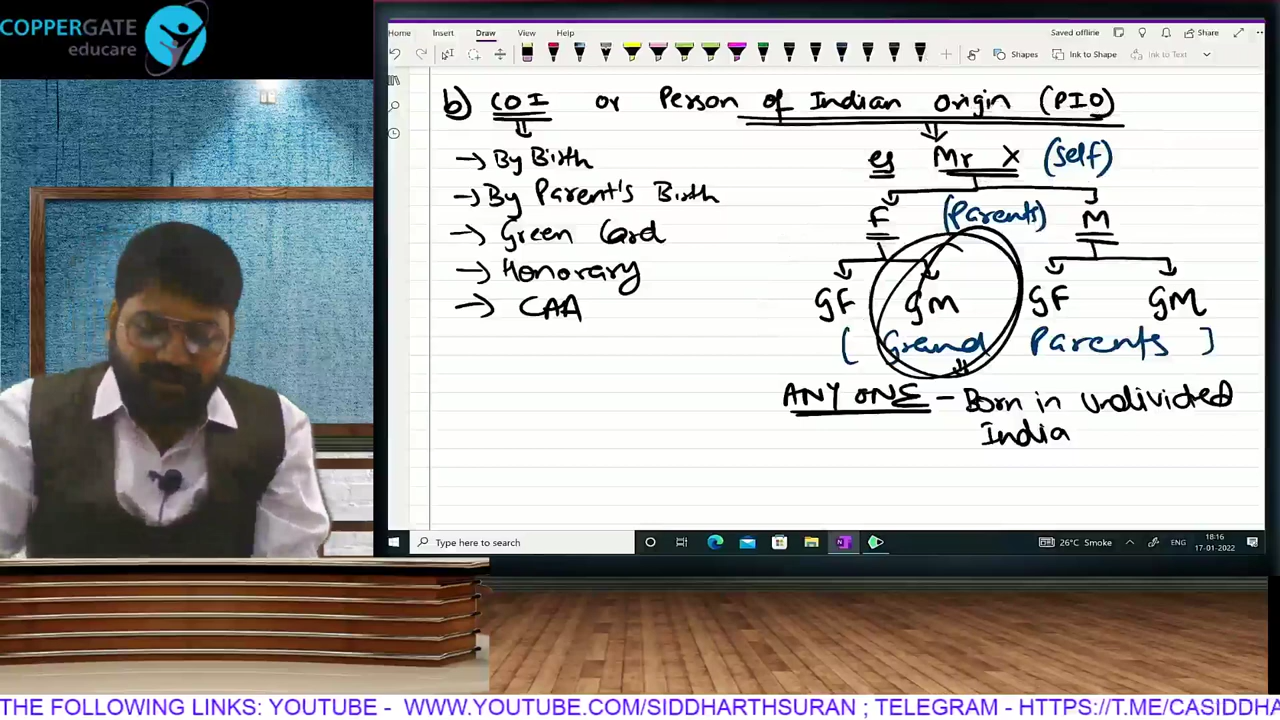 COPPERGATE
educare
Home Insert Draw View Help
Saved offline
Share
Shapes
Ink to Shape
Ink to Text
b) COI or Person of Indian Origin (PIO)
→ By Birth
→ By Parent's Birth
→ Green Card
→ Honorary
→ CAA
eg Mr X (Self)
F (Parents) M
GF GM GF GM
[ Grand Parents ]
ANY ONE - Born in Undivided
India
Type here to search
26°C Smoke
ENG
18:16
17-01-2022
THE FOLLOWING LINKS: YOUTUBE - WWW.YOUTUBE.COM/SIDDHARTHSURAN ; TELEGRAM - HTTPS://T.ME/CASIDDHAR